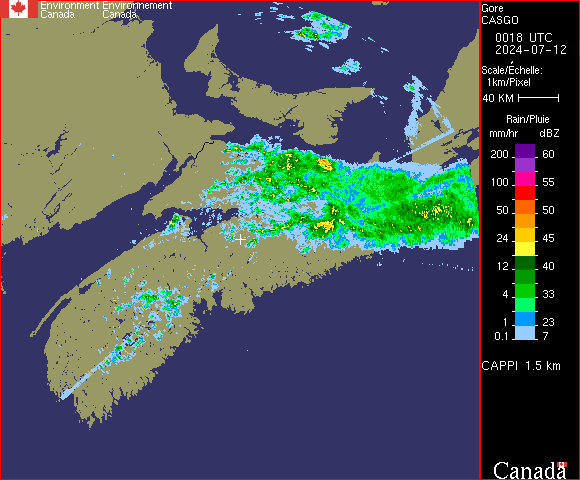 Environment Environnement
Canada Canada
Gore
CASGO
0018 UTC
2024-07-12
Scale/Échelle:
1km/Pixel
40 KM
Rain/Pluie
mm/hr dBZ
200 60
55
100 65
50 50
24 45
12 40
4 33
1 23
0.1 7
CAPPI 1.5 km
Canada